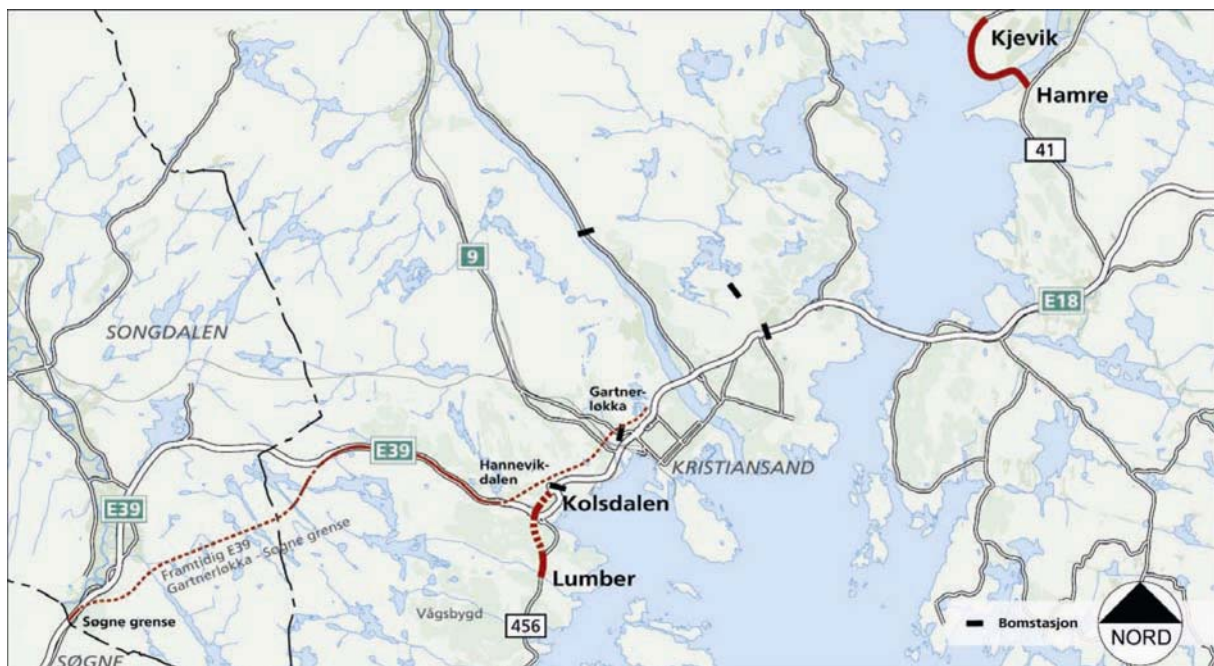 Kjevik
Hamre
41
9
E18
SONGDALEN
Gartner-
løkka
E39
Hannevik-
dalen
KRISTIANSAND
Kolsdalen
E39
Framtidig E39
Gartnerløkka - Søgne grense
Lumber
Vågsbygd
456
Søgne grense
SØGNE
Bomstasjon
NORD